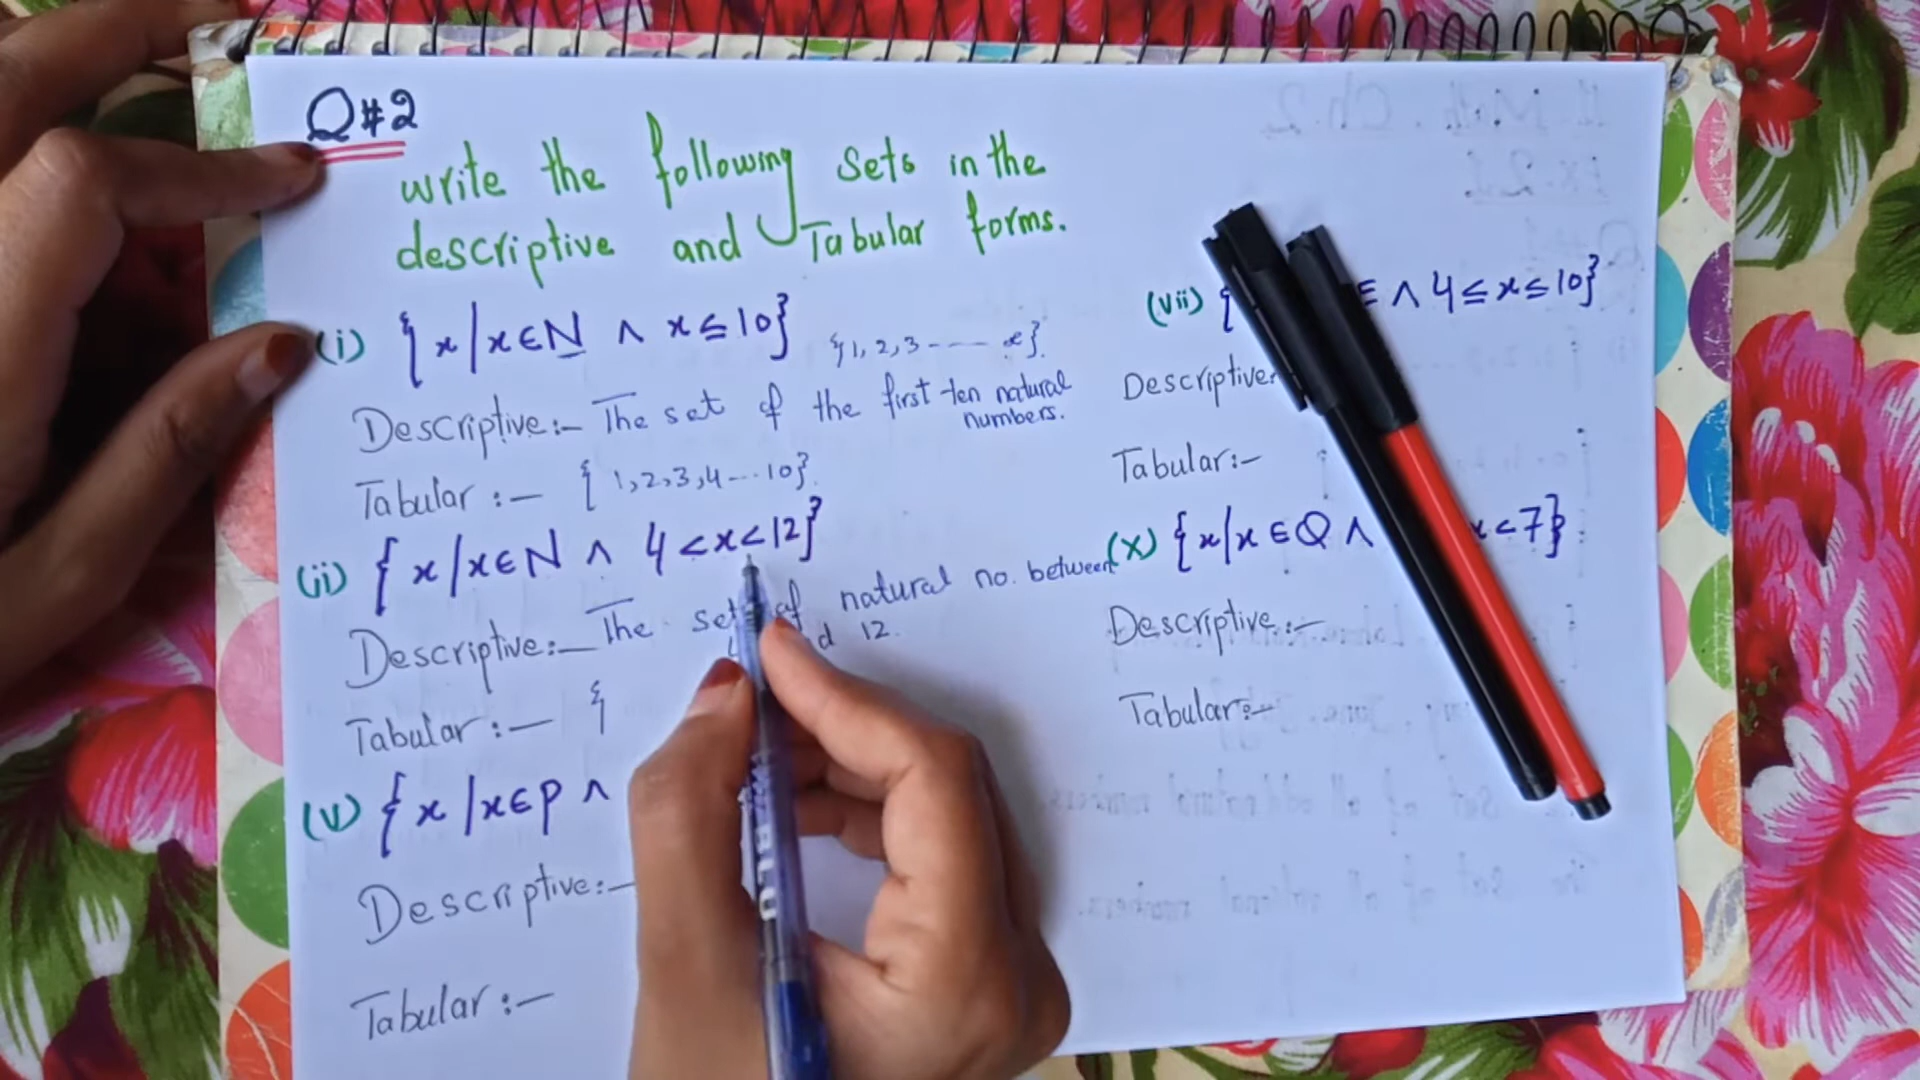 Q#2
write the following sets in the
descriptive and Tabular forms.
(i) {x/x∈N ∧ x≤10} {1,2,3----- x}.
Descriptive:- The set of the first ten natural
numbers.
Tabular :- {1,2,3,4---10}.
(ii) {x/x∈N ∧ 4<x<12}
Descriptive:- The set of natural no. between
12.
Tabular :- {
(v) {x/x∈P ∧
Descriptive:-
Tabular :-
(vii) { ∧ 4≤x≤10}
Descriptive:
Tabular:-
(x) {x/x∈Q ∧ x<7}
Descriptive:-
Tabular:-